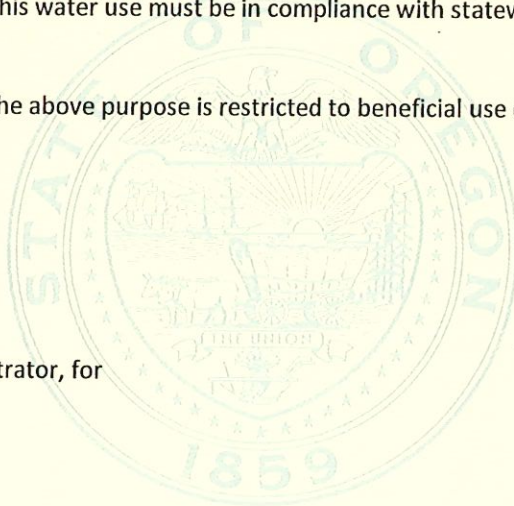 his water use must be in compliance with statew
he above purpose is restricted to beneficial use
trator, for
STATE OF OREGON
THE UNION
1859